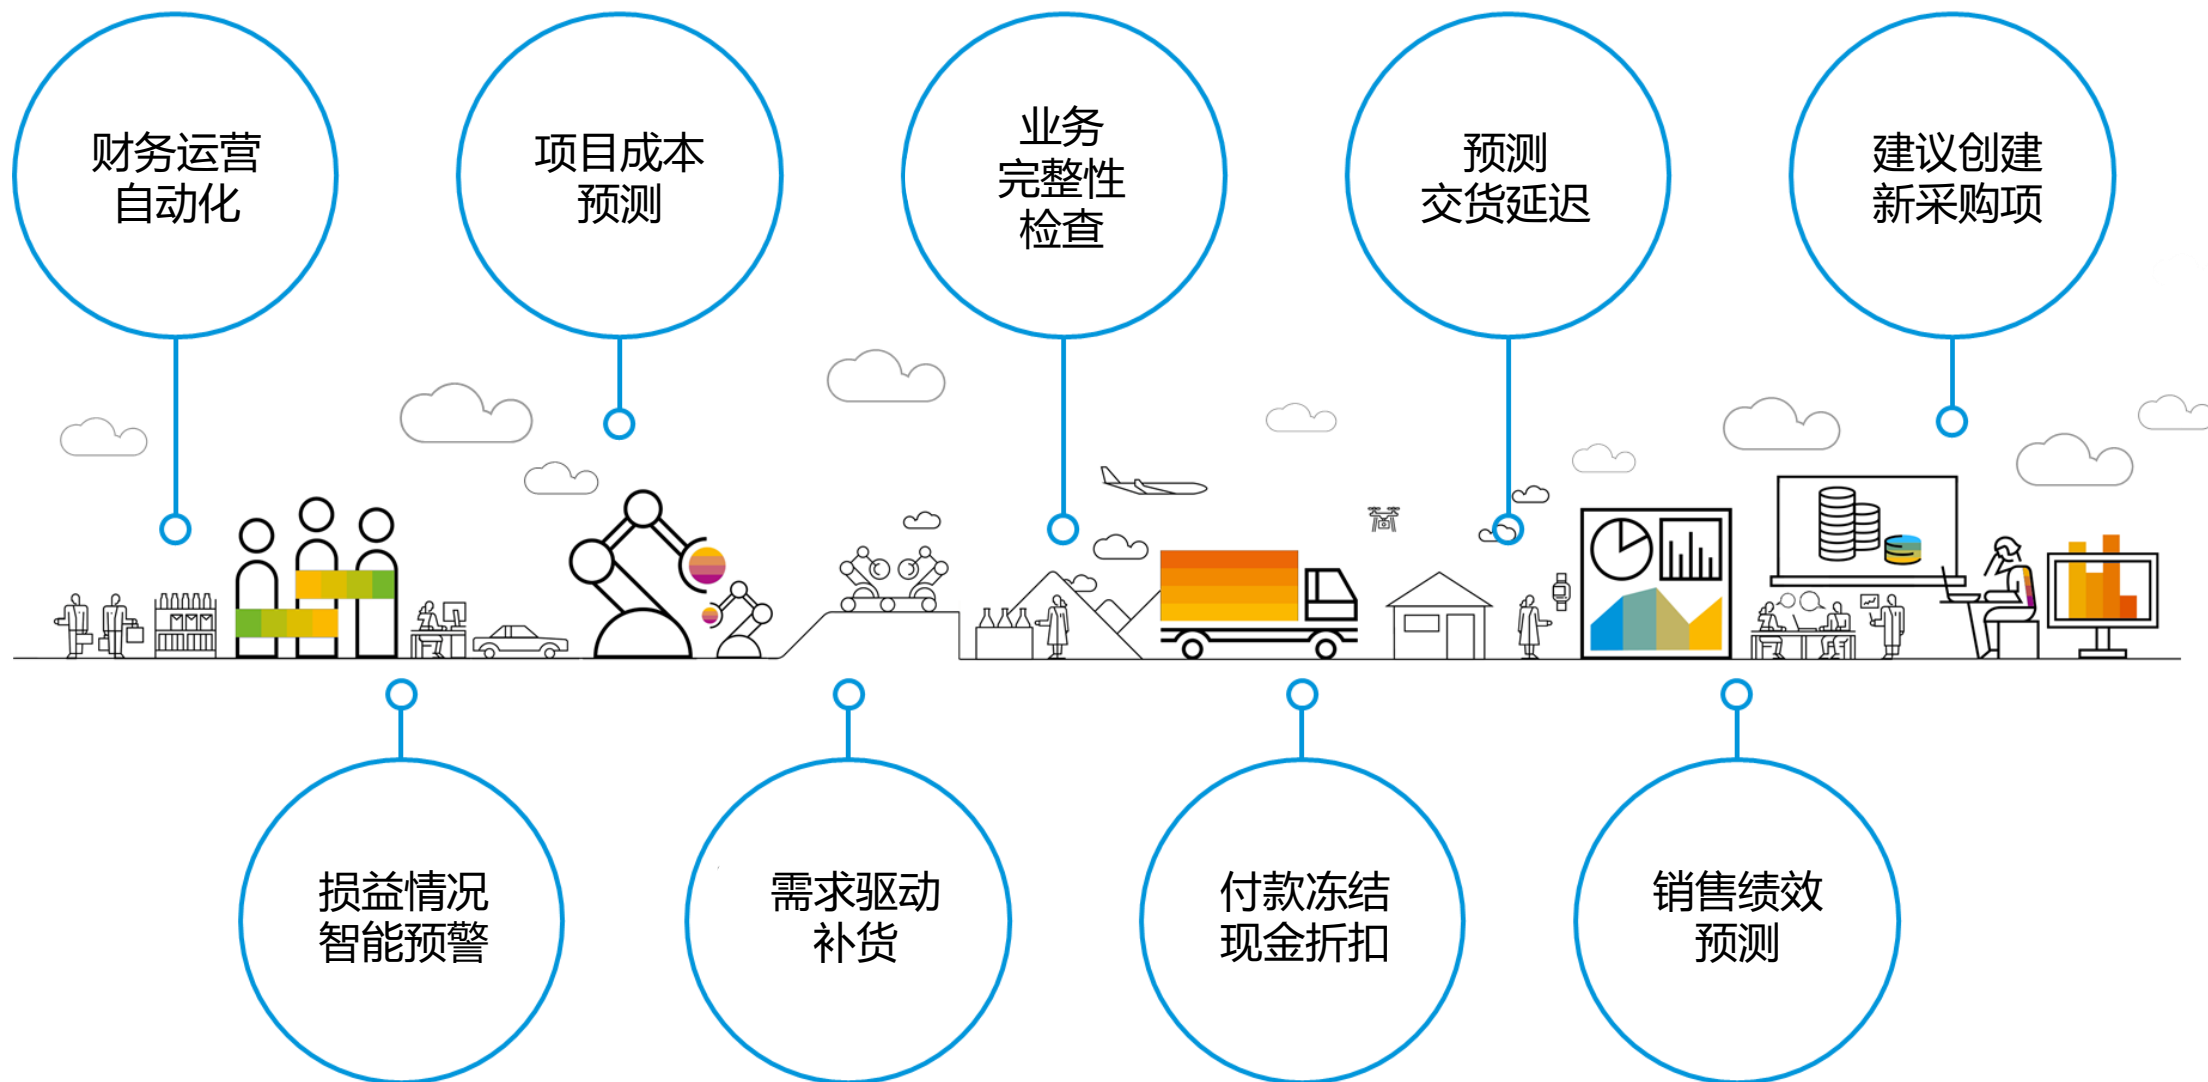 财务运营
自动化
项目成本
预测
业务
完整性
检查
预测
交货延迟
建议创建
新采购项
损益情况
智能预警
需求驱动
补货
付款冻结
现金折扣
销售绩效
预测